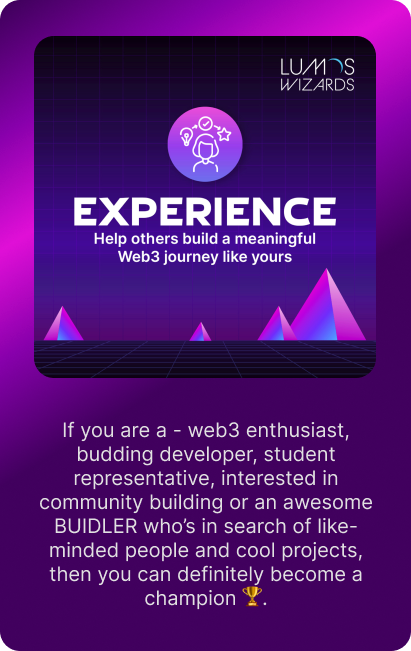 LUMOS
WIZARDS
EXPERIENCE
Help others build a meaningful
Web3 journey like yours
If you are a - web3 enthusiast,
budding developer, student
representative, interested in
community building or an awesome
BUIDLER who’s in search of like-
minded people and cool projects,
then you can definitely become a
champion 🏆.